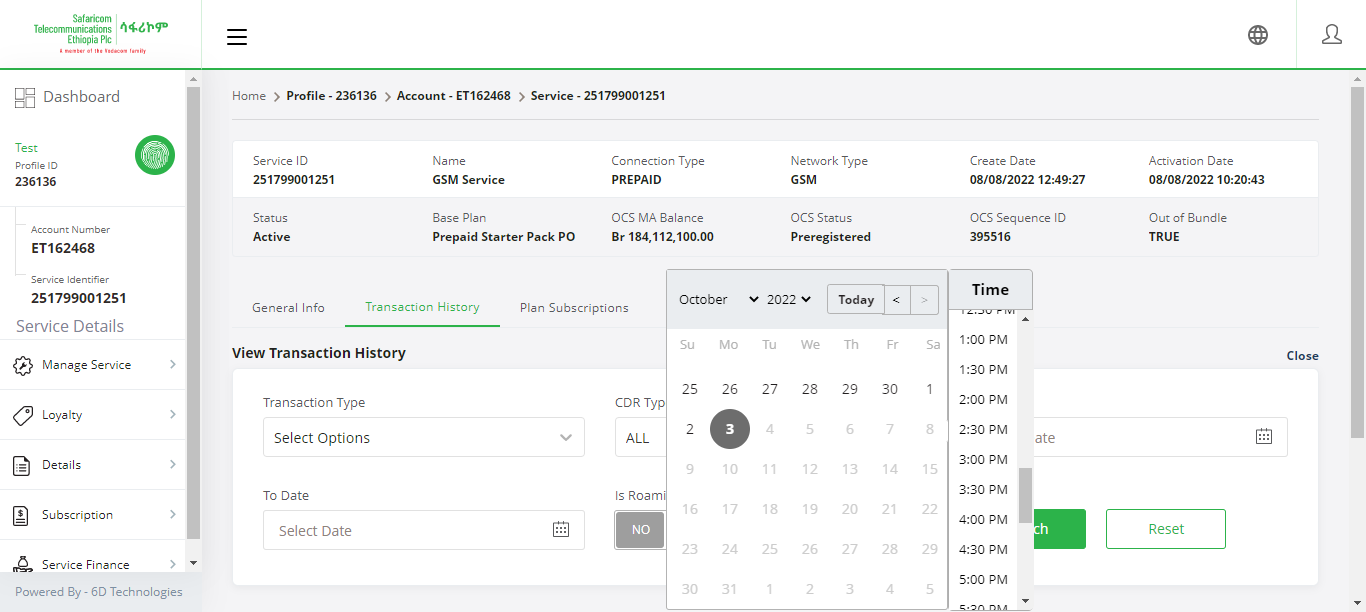 Safaricom
Telecommunications
Ethiopia Plc
ሳፋሪኮም
A member of the Vodacom family
Dashboard
Test
Profile ID
236136
Account Number
ET162468
Service Identifier
251799001251
Service Details
Manage Service
Loyalty
Details
Subscription
Service Finance
Powered By - 6D Technologies
Home > Profile - 236136 > Account - ET162468 > Service - 251799001251
Service ID Name Connection Type Network Type Create Date Activation Date
251799001251 GSM Service PREPAID GSM 08/08/2022 12:49:27 08/08/2022 10:20:43
Status Base Plan OCS MA Balance OCS Status OCS Sequence ID Out of Bundle
Active Prepaid Starter Pack PO Br 184,112,100.00 Preregistered 395516 TRUE
General Info Transaction History Plan Subscriptions
View Transaction History
Close
Transaction Type
Select Options
CDR Typ
ALL
ate
To Date
Select Date
Is Roami
NO
ch
Reset
October 2022 Today < >
Su Mo Tu We Th Fr Sa
25 26 27 28 29 30 1
2 3 4 5 6 7 8
9 10 11 12 13 14 15
16 17 18 19 20 21 22
23 24 25 26 27 28 29
30 31 1 2 3 4 5
Time
12:30 PM
1:00 PM
1:30 PM
2:00 PM
2:30 PM
3:00 PM
3:30 PM
4:00 PM
4:30 PM
5:00 PM
5:30 PM